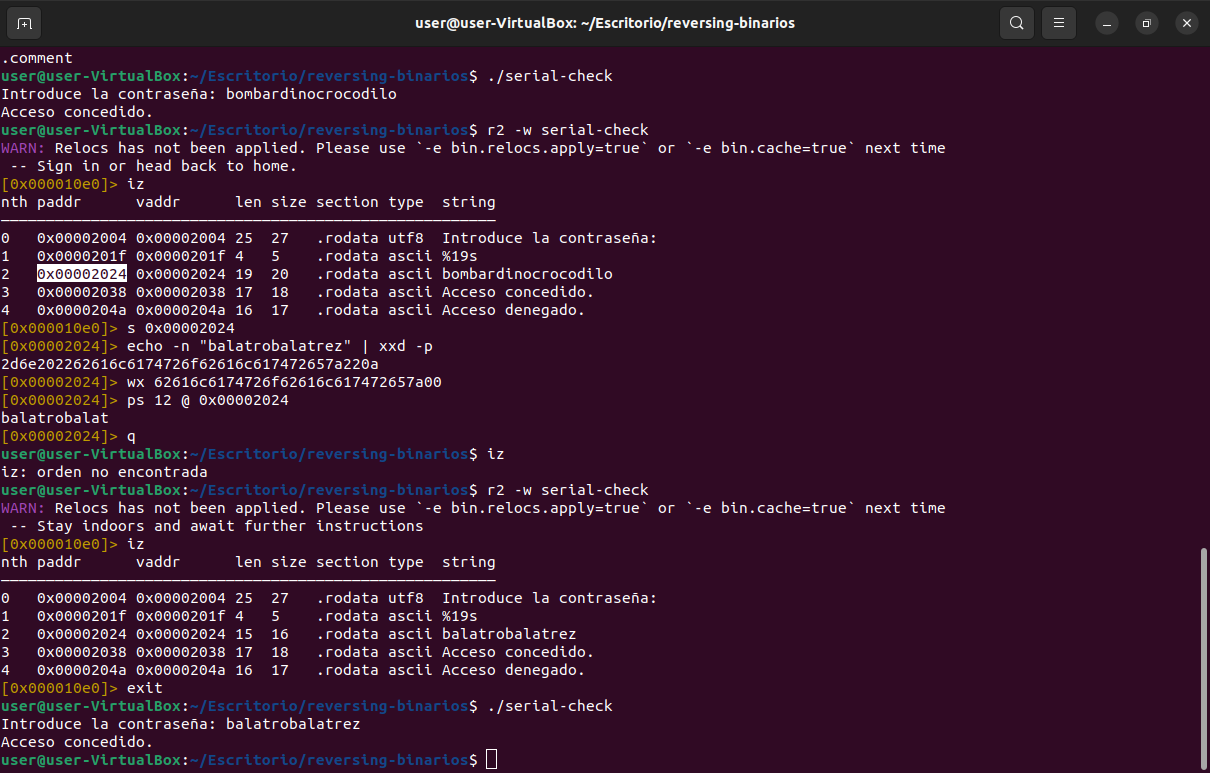 user@user-VirtualBox: ~/Escritorio/reversing-binarios
.comment
user@user-VirtualBox:~/Escritorio/reversing-binarios$ ./serial-check
Introduce la contraseña: bombardinocrocodilo
Acceso concedido.
user@user-VirtualBox:~/Escritorio/reversing-binarios$ r2 -w serial-check
WARN: Relocs has not been applied. Please use `-e bin.relocs.apply=true` or `-e bin.cache=true` next time
 -- Sign in or head back to home.
[0x000010e0]> iz
nth paddr      vaddr      len size section type  string
0   0x00002004 0x00002004 25  27   .rodata utf8  Introduce la contraseña:
1   0x0000201f 0x0000201f 4   5    .rodata ascii %19s
2   0x00002024 0x00002024 19  20   .rodata ascii bombardinocrocodilo
3   0x00002038 0x00002038 17  18   .rodata ascii Acceso concedido.
4   0x0000204a 0x0000204a 16  17   .rodata ascii Acceso denegado.
[0x000010e0]> s 0x00002024
[0x00002024]> echo -n "balatrobalatrez" | xxd -p
2d6e202262616c6174726f62616c617472657a220a
[0x00002024]> wx 62616c6174726f62616c617472657a00
[0x00002024]> ps 12 @ 0x00002024
balatrobalat
[0x00002024]> q
user@user-VirtualBox:~/Escritorio/reversing-binarios$ iz
iz: orden no encontrada
user@user-VirtualBox:~/Escritorio/reversing-binarios$ r2 -w serial-check
WARN: Relocs has not been applied. Please use `-e bin.relocs.apply=true` or `-e bin.cache=true` next time
 -- Stay indoors and await further instructions
[0x000010e0]> iz
nth paddr      vaddr      len size section type  string
0   0x00002004 0x00002004 25  27   .rodata utf8  Introduce la contraseña:
1   0x0000201f 0x0000201f 4   5    .rodata ascii %19s
2   0x00002024 0x00002024 15  16   .rodata ascii balatrobalatrez
3   0x00002038 0x00002038 17  18   .rodata ascii Acceso concedido.
4   0x0000204a 0x0000204a 16  17   .rodata ascii Acceso denegado.
[0x000010e0]> exit
user@user-VirtualBox:~/Escritorio/reversing-binarios$ ./serial-check
Introduce la contraseña: balatrobalatrez
Acceso concedido.
user@user-VirtualBox:~/Escritorio/reversing-binarios$